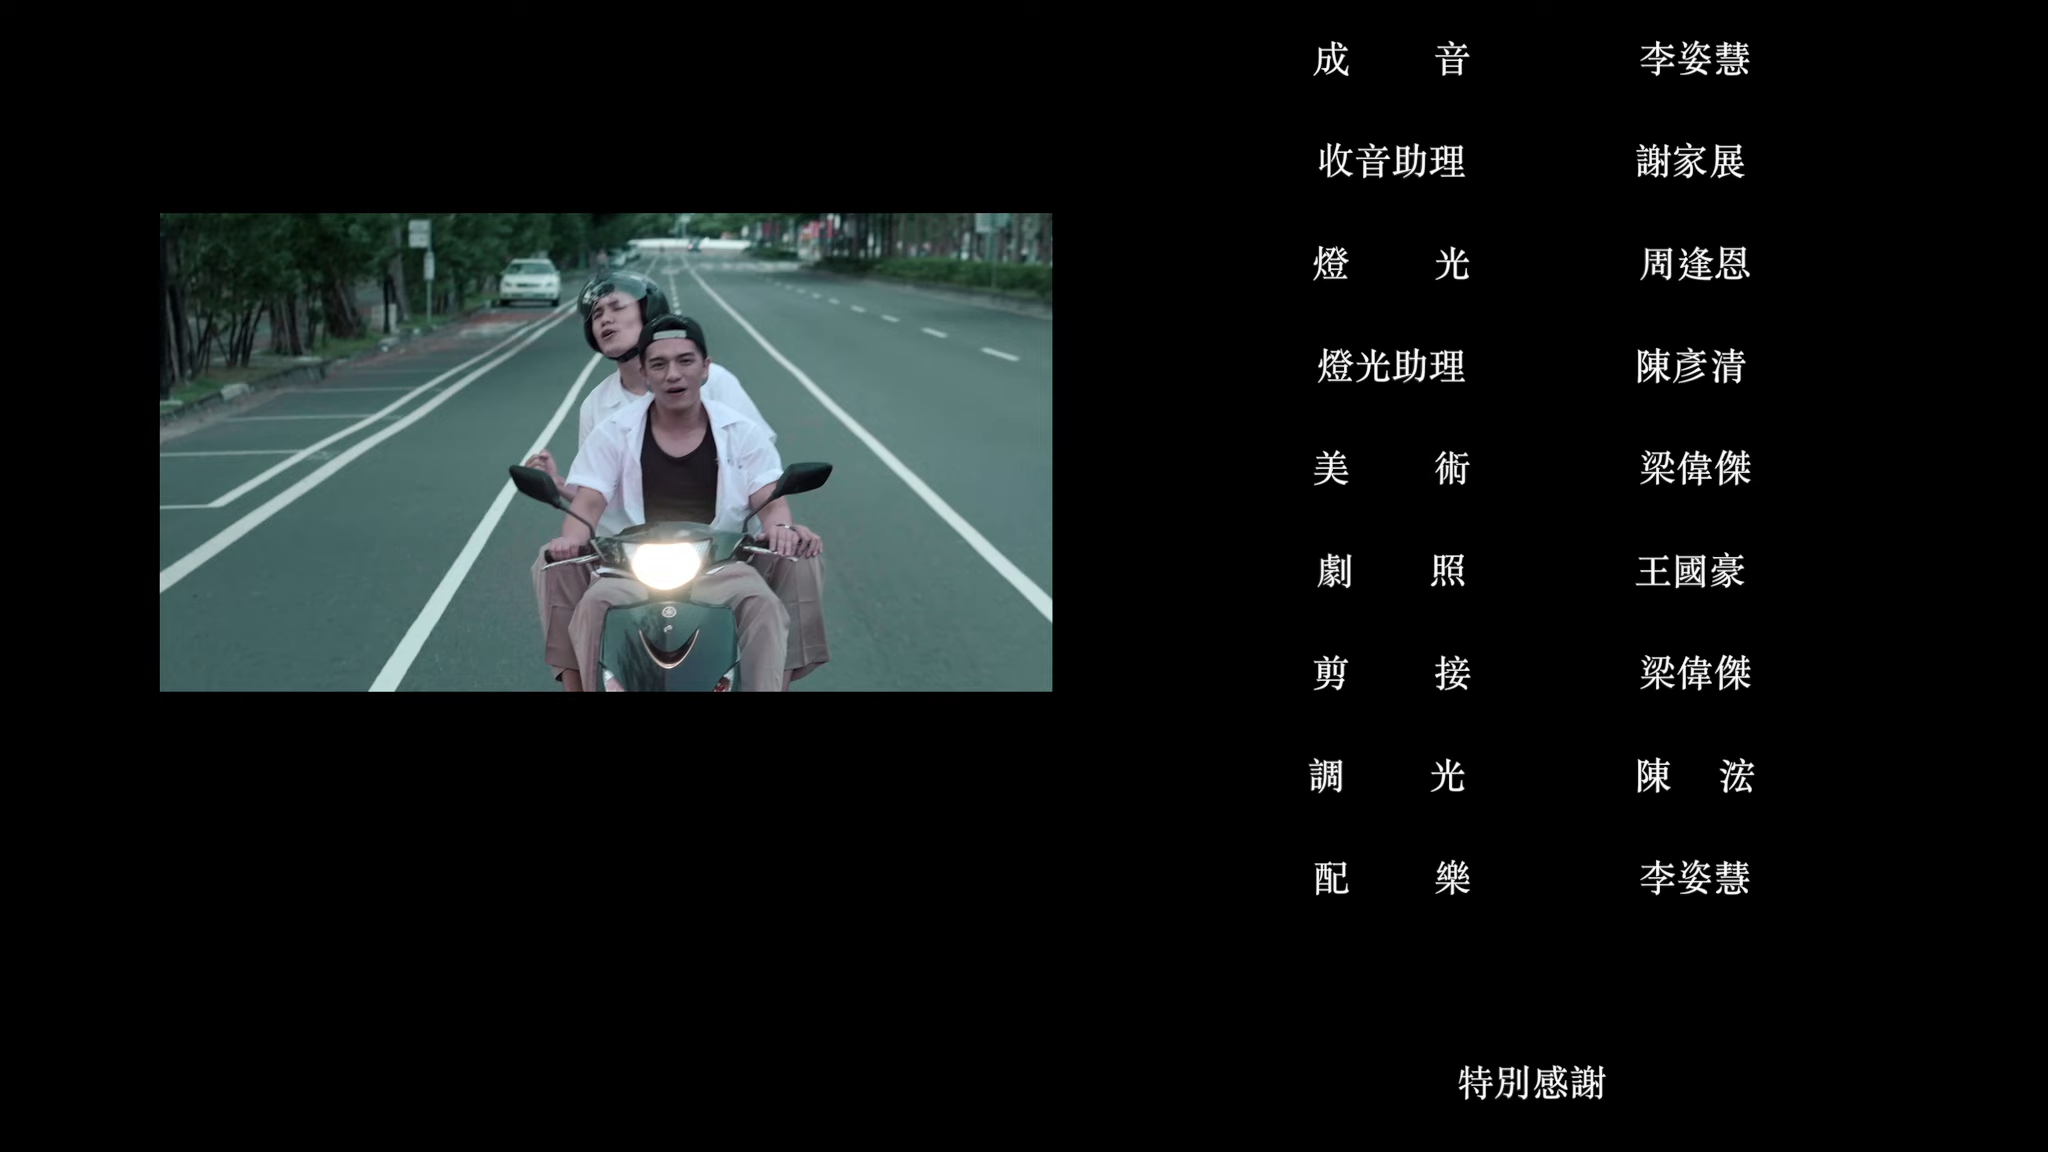 成音 李姿慧
收音助理 謝家展
燈光 周逢恩
燈光助理 陳彥清
美術 梁偉傑
劇照 王國豪
剪接 梁偉傑
調光 陳浤
配樂 李姿慧
特別感謝